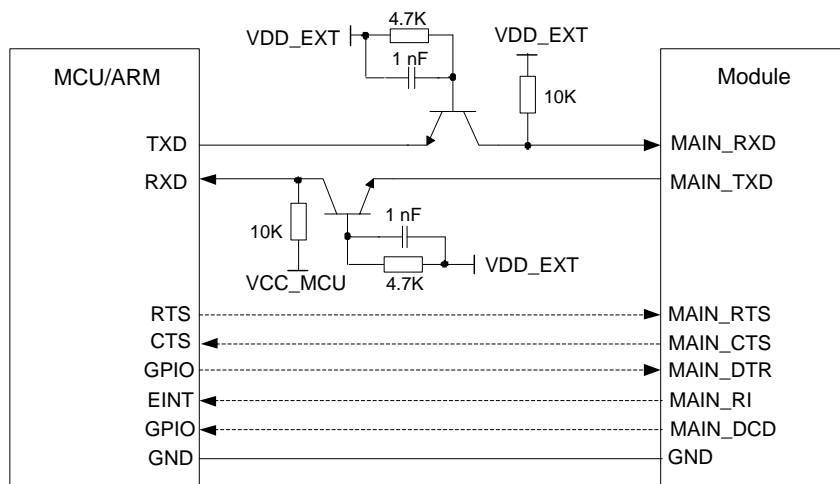 4.7K
VDD_EXT
VDD_EXT
1 nF
MCU/ARM
Module
10K
TXD
MAIN_RXD
RXD
MAIN_TXD
1 nF
10K
VDD_EXT
VCC_MCU
4.7K
RTS
MAIN_RTS
CTS
MAIN_CTS
GPIO
MAIN_DTR
EINT
MAIN_RI
GPIO
MAIN_DCD
GND
GND